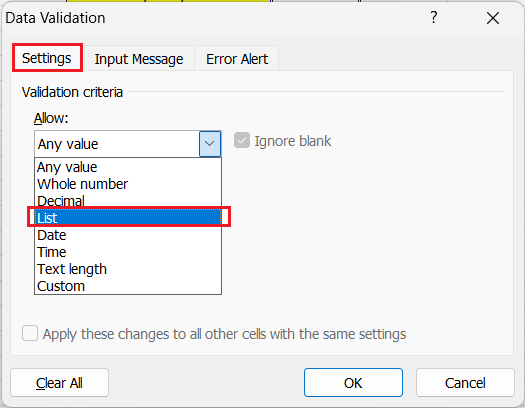 Data Validation ?
Settings Input Message Error Alert
Validation criteria
Allow:
Any value Ignore blank
Any value
Whole number
Decimal
List
Date
Time
Text length
Custom
Apply these changes to all other cells with the same settings
Clear All OK Cancel